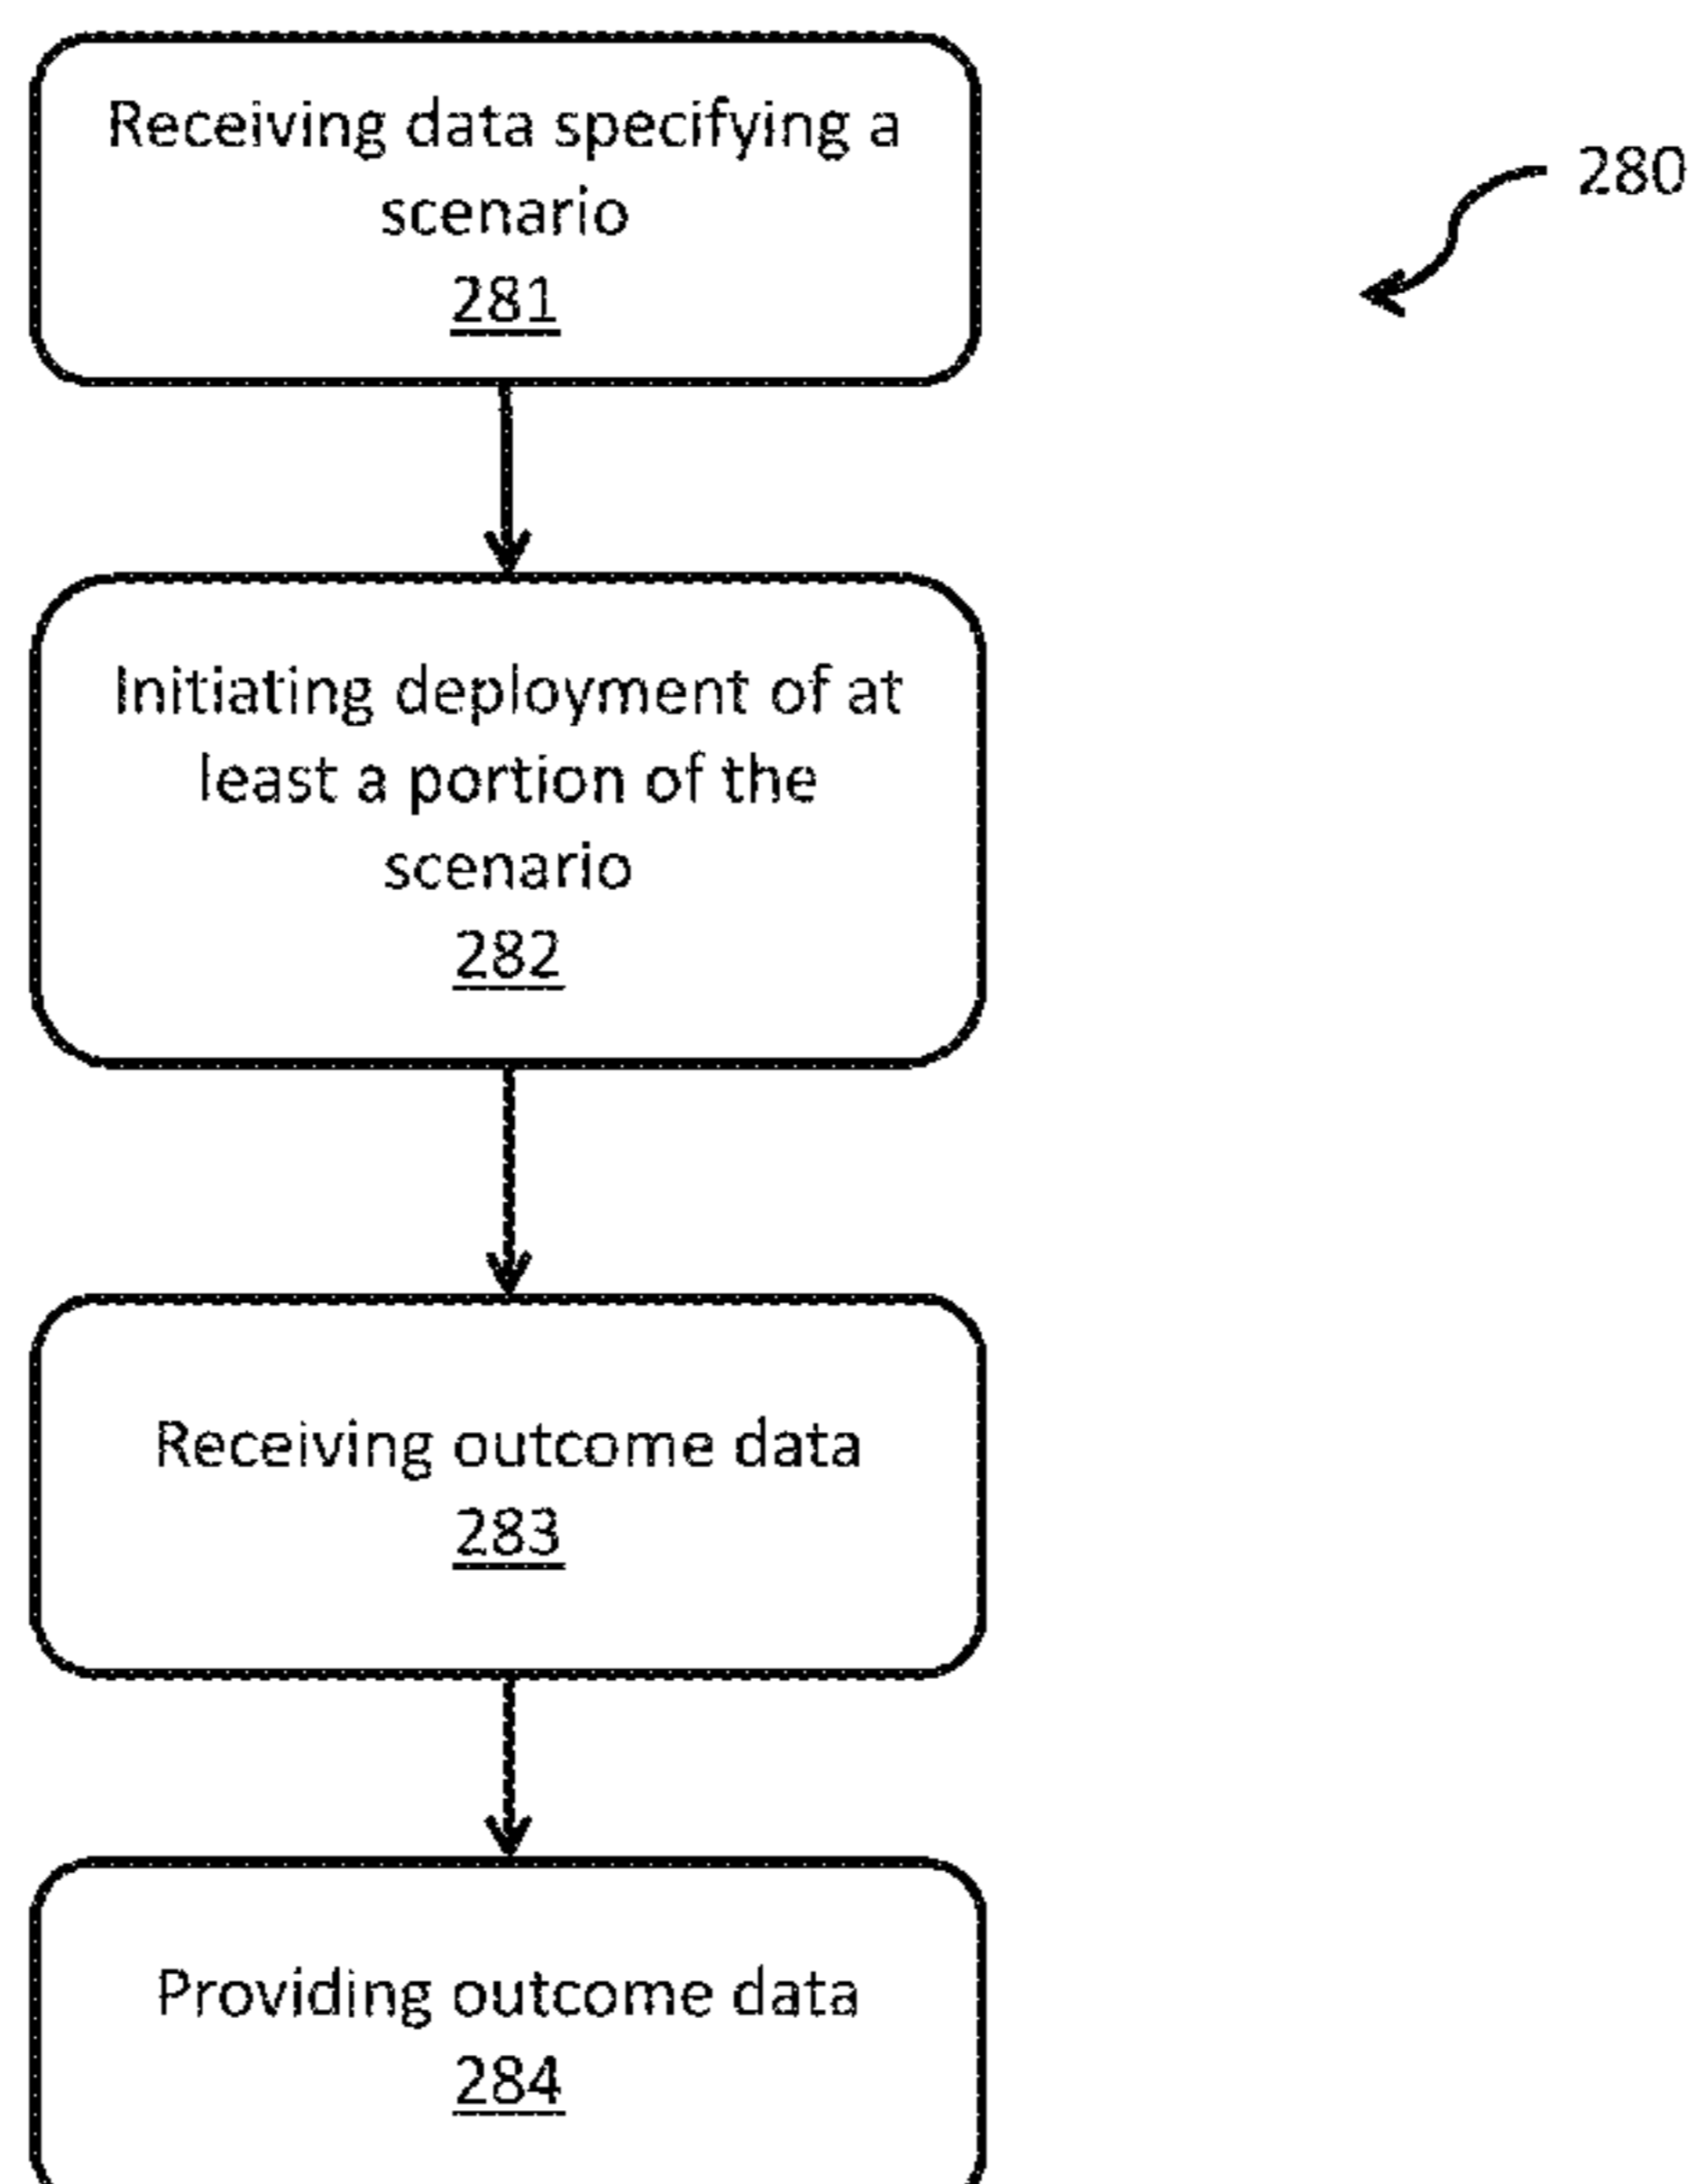 Receiving data specifying a
scenario
281
280
Initiating deployment of at
least a portion of the
scenario
282
Receiving outcome data
283
Providing outcome data
284